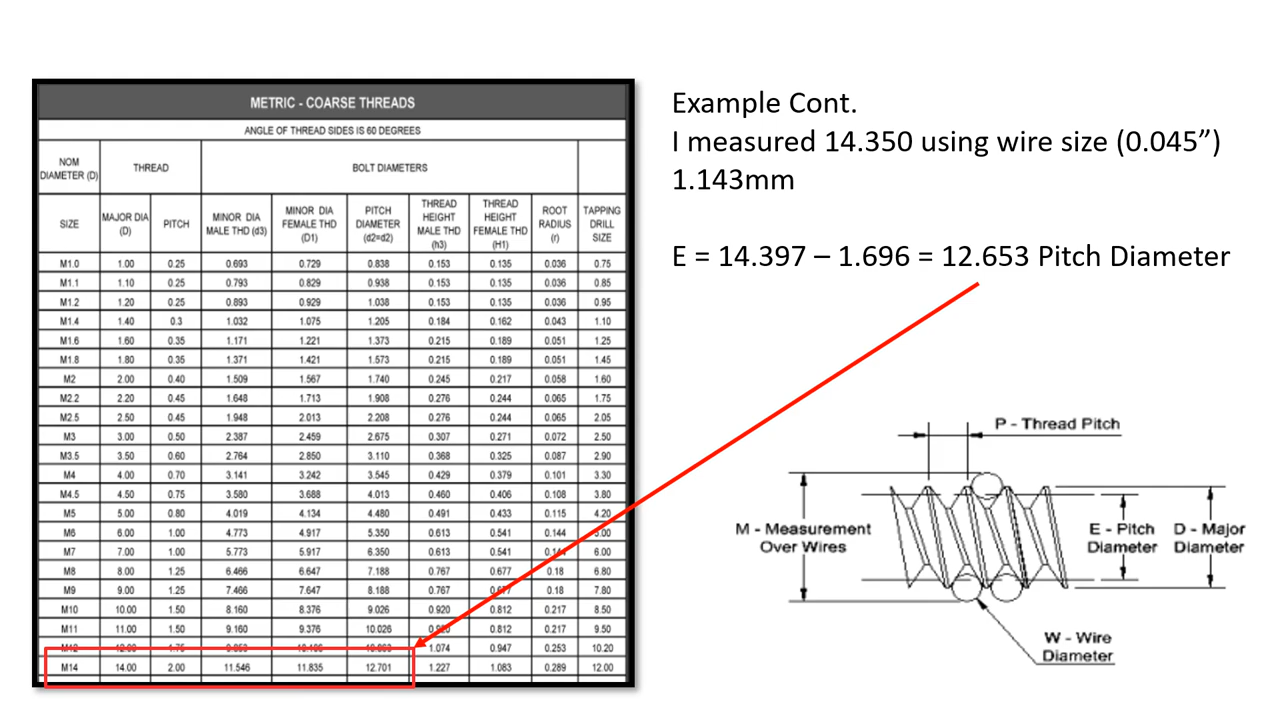 METRIC - COARSE THREADS
ANGLE OF THREAD SIDES IS 60 DEGREES
NOM DIAMETER (D) THREAD BOLT DIAMETERS
SIZE MAJOR DIA (D) PITCH MINOR DIA MALE THD (d3) MINOR DIA FEMALE THD (D1) PITCH DIAMETER (d2=d2) THREAD HEIGHT MALE THD (h3) THREAD HEIGHT FEMALE THD (H1) ROOT RADIUS (r) TAPPING DRILL SIZE
M1.0 1.00 0.25 0.693 0.729 0.838 0.153 0.135 0.036 0.75
M1.1 1.10 0.25 0.793 0.829 0.938 0.153 0.135 0.036 0.85
M1.2 1.20 0.25 0.893 0.929 1.038 0.153 0.135 0.036 0.95
M1.4 1.40 0.3 1.032 1.075 1.205 0.184 0.162 0.043 1.10
M1.6 1.60 0.35 1.171 1.221 1.373 0.215 0.189 0.051 1.25
M1.8 1.80 0.35 1.371 1.421 1.573 0.215 0.189 0.051 1.45
M2 2.00 0.40 1.509 1.567 1.740 0.245 0.217 0.058 1.60
M2.2 2.20 0.45 1.648 1.713 1.908 0.276 0.244 0.065 1.75
M2.5 2.50 0.45 1.948 2.013 2.208 0.276 0.244 0.065 2.05
M3 3.00 0.50 2.387 2.459 2.675 0.307 0.271 0.072 2.50
M3.5 3.50 0.60 2.764 2.850 3.110 0.368 0.325 0.087 2.90
M4 4.00 0.70 3.141 3.242 3.545 0.429 0.379 0.101 3.30
M4.5 4.50 0.75 3.580 3.688 4.013 0.460 0.406 0.108 3.80
M5 5.00 0.80 4.019 4.134 4.480 0.491 0.433 0.115 4.20
M6 6.00 1.00 4.773 4.917 5.350 0.613 0.541 0.144 5.00
M7 7.00 1.00 5.773 5.917 6.350 0.613 0.541 0.144 6.00
M8 8.00 1.25 6.466 6.647 7.188 0.767 0.677 0.18 6.80
M9 9.00 1.25 7.466 7.647 8.188 0.767 0.677 0.18 7.80
M10 10.00 1.50 8.160 8.376 9.026 0.920 0.812 0.217 8.50
M11 11.00 1.50 9.160 9.376 10.026 0.920 0.812 0.217 9.50
M12 12.00 1.75 1.074 0.947 0.253 10.20
M14 14.00 2.00 11.546 11.835 12.701 1.227 1.083 0.289 12.00
Example Cont.
I measured 14.350 using wire size (0.045”)
1.143mm
E = 14.397 – 1.696 = 12.653 Pitch Diameter
P - Thread Pitch
M - Measurement
Over Wires
E - Pitch
Diameter
D - Major
Diameter
W - Wire
Diameter